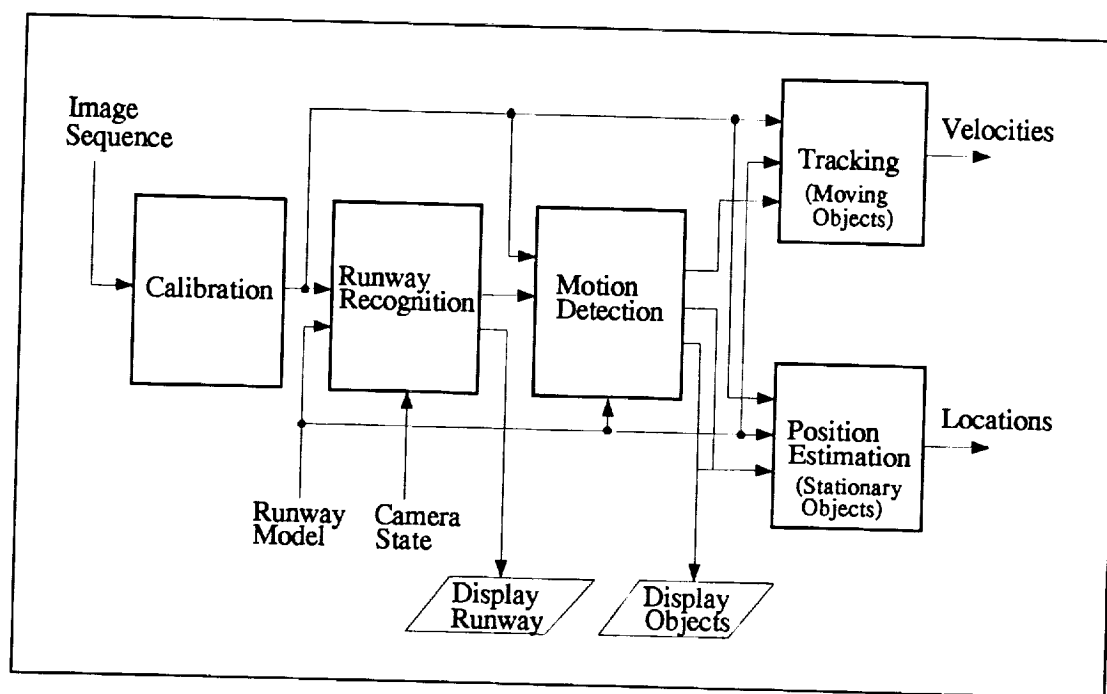 Image
Sequence
Calibration
Runway
Recognition
Motion
Detection
Tracking
(Moving
Objects)
Velocities
Position
Estimation
(Stationary
Objects)
Locations
Runway
Model
Camera
State
Display
Runway
Display
Objects